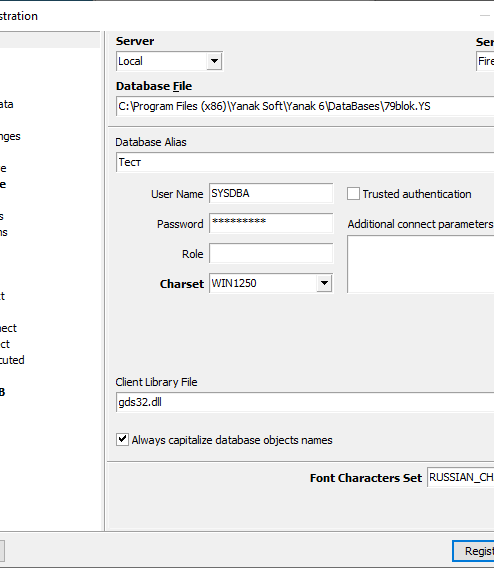 stration
Server
Ser
Local
Fire
Database File
C:\Program Files (x86)\Yanak Soft\Yanak 6\DataBases\79blok.YS
ata
nges
Database Alias
Тест
e
e
User Name
SYSDBA
Trusted authentication
s
Password
*********
Additional connect parameters
ns
Role
Charset
WIN1250
t
nect
ct
cuted
Client Library File
B
gds32.dll
Always capitalize database objects names
Font Characters Set
RUSSIAN_CH
Regist